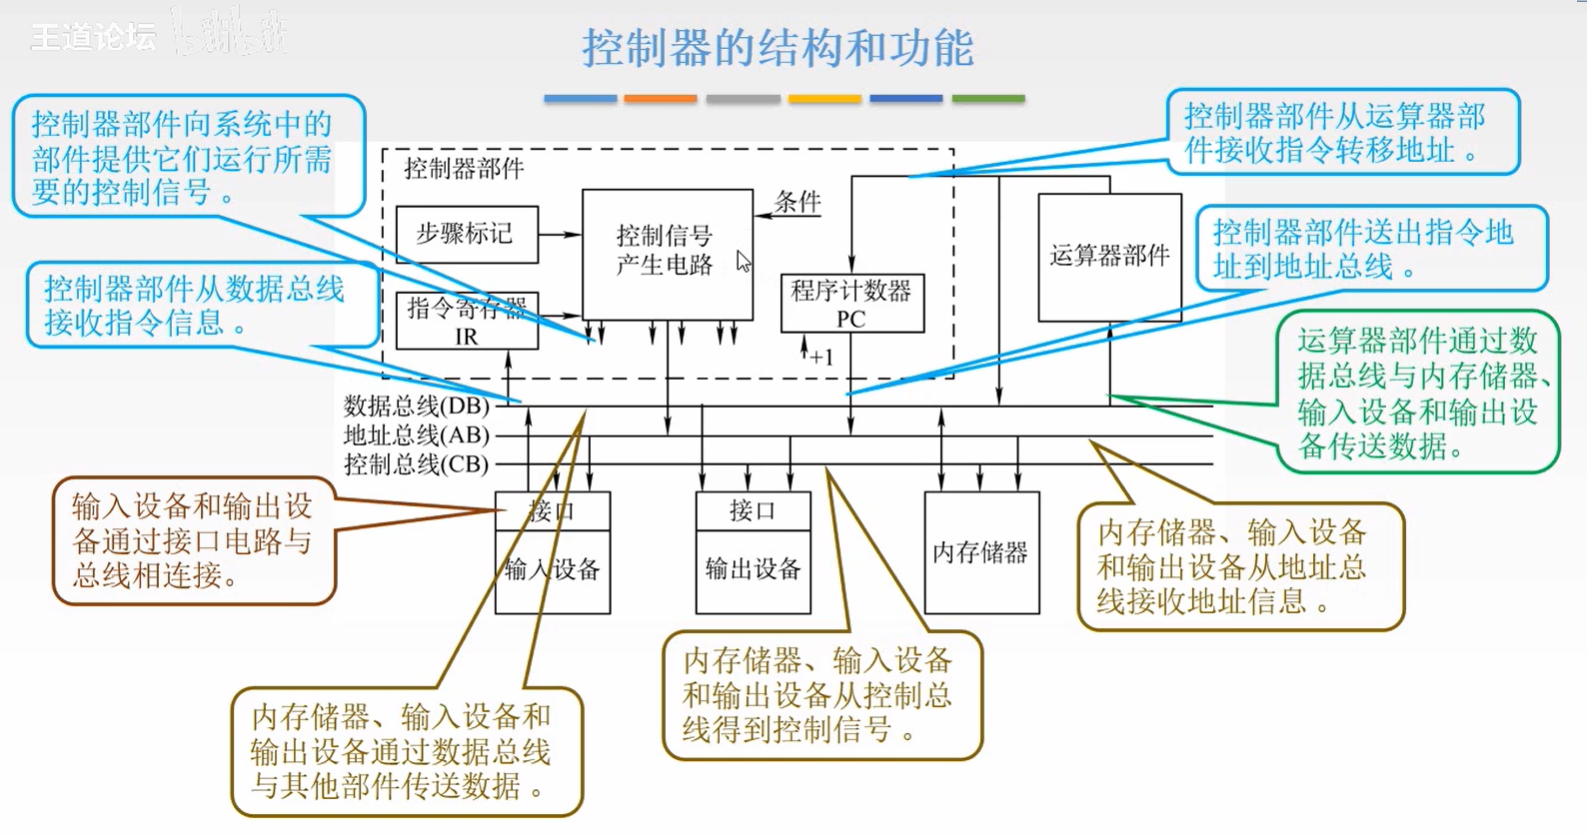 王道论坛
bilibili
控制器的结构和功能
控制器部件向系统中的
部件提供它们运行所需
要的控制信号。
控制器部件从运算器部
件接收指令转移地址。
控制器部件
步骤标记
控制信号
产生电路
条件
运算器部件
控制器部件送出指令地
址到地址总线。
控制器部件从数据总线
接收指令信息。
指令寄存器
IR
程序计数器
PC
+1
运算器部件通过数
据总线与内存储器、
输入设备和输出设
备传送数据。
数据总线(DB)
地址总线(AB)
控制总线(CB)
输入设备和输出设
备通过接口电路与
总线相连接。
接口
输入设备
接口
输出设备
内存储器
内存储器、输入设备
和输出设备从地址总
线接收地址信息。
内存储器、输入设备和
输出设备通过数据总线
与其他部件传送数据。
内存储器、输入设备
和输出设备从控制总
线得到控制信号。